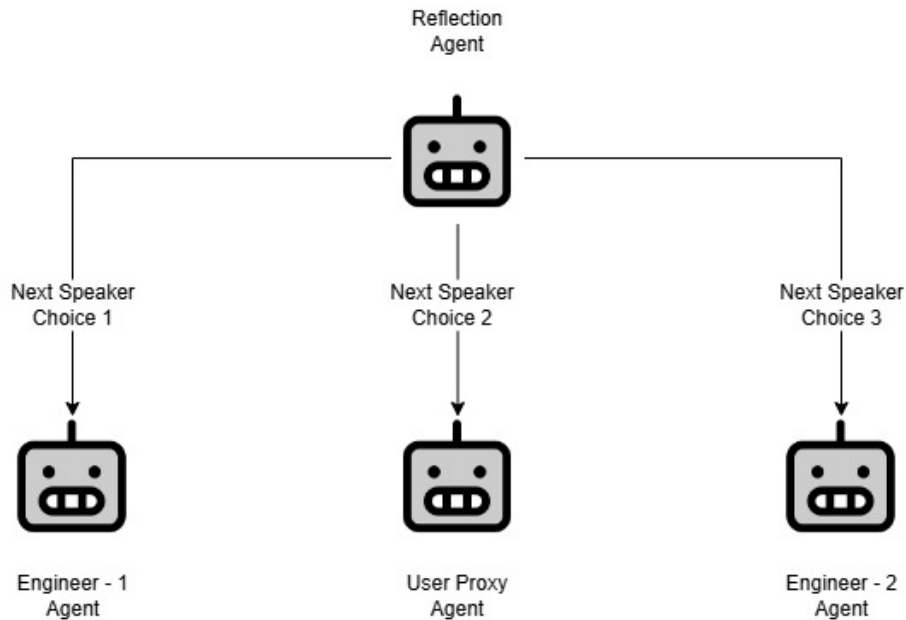 Reflection
Agent
Next Speaker
Choice 1
Next Speaker
Choice 2
Next Speaker
Choice 3
Engineer - 1
Agent
User Proxy
Agent
Engineer - 2
Agent